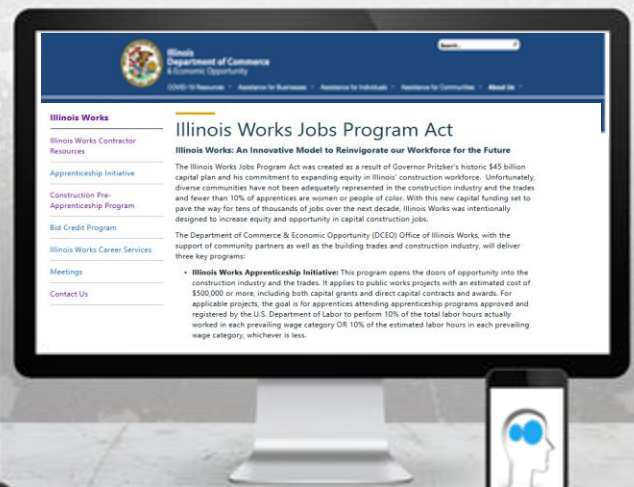 Illinois
Department of Commerce
& Economic Opportunity
Search...
COVID-19 Resources
Assistance for Businesses
Assistance for Individuals
Assistance for Communities
About Us
Illinois Works
Illinois Works Contractor
Resources
Apprenticeship Initiative
Construction Pre-
Apprenticeship Program
Bid Credit Program
Illinois Works Career Services
Meetings
Contact Us
Illinois Works Jobs Program Act
Illinois Works: An Innovative Model to Reinvigorate our Workforce for the Future
The Illinois Works Jobs Program Act was created as a result of Governor Pritzker's historic $45 billion
capital plan and his commitment to expanding equity in Illinois' construction workforce. Unfortunately,
diverse communities have not been adequately represented in the construction industry and the trades
and fewer than 10% of apprentices are women or people of color. With this new capital funding set to
pave the way for tens of thousands of jobs over the next decade, Illinois Works was intentionally
designed to increase equity and opportunity in capital construction jobs.
The Department of Commerce & Economic Opportunity (DCEO) Office of Illinois Works, with the
support of community partners as well as the building trades and construction industry, will deliver
three key programs:
• Illinois Works Apprenticeship Initiative: This program opens the doors of opportunity into the
construction industry and the trades. It applies to public works projects with an estimated cost of
$500,000 or more, including both capital grants and direct capital contracts and awards. For
applicable projects, the goal is for apprentices attending apprenticeship programs approved and
registered by the U.S. Department of Labor to perform 10% of the total labor hours actually
worked in each prevailing wage category OR 10% of the estimated labor hours in each prevailing
wage category, whichever is less.